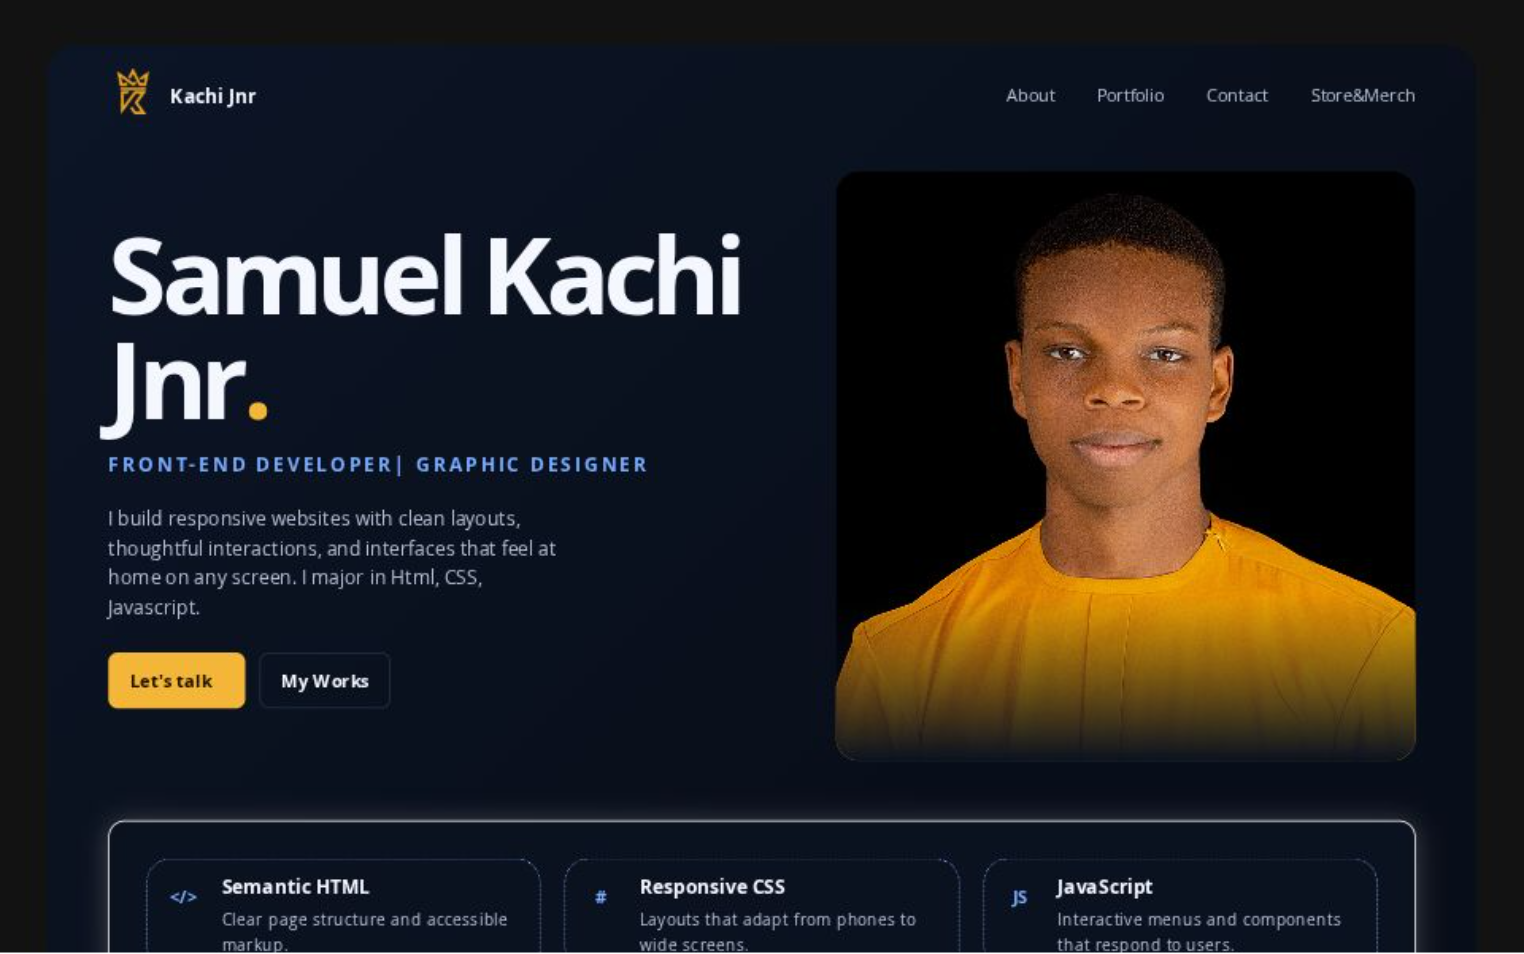 Kachi Jnr
About
Portfolio
Contact
Store&Merch
Samuel Kachi
Jnr.
FRONT-END DEVELOPER| GRAPHIC DESIGNER
I build responsive websites with clean layouts,
thoughtful interactions, and interfaces that feel at
home on any screen. I major in Html, CSS,
Javascript.
Let's talk
My Works
</>
Semantic HTML
Clear page structure and accessible
markup.
#
Responsive CSS
Layouts that adapt from phones to
wide screens.
JS
JavaScript
Interactive menus and components
that respond to users.